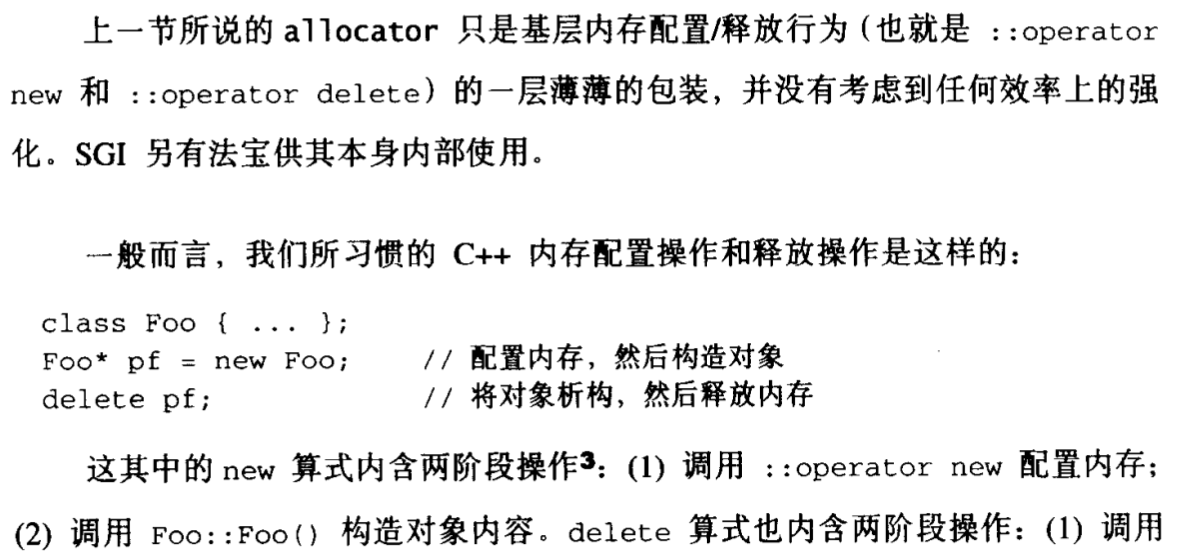 上一节所说的 allocator 只是基层内存配置/释放行为（也就是 ::operator
new 和 ::operator delete）的一层薄薄的包装，并没有考虑到任何效率上的强
化。SGI 另有法宝供其本身内部使用。
一般而言，我们所习惯的 C++ 内存配置操作和释放操作是这样的：
class Foo { ... };
Foo* pf = new Foo; // 配置内存，然后构造对象
delete pf; // 将对象析构，然后释放内存
这其中的 new 算式内含两阶段操作3：(1) 调用 ::operator new 配置内存；
(2) 调用 Foo::Foo() 构造对象内容。delete 算式也内含两阶段操作：(1) 调用